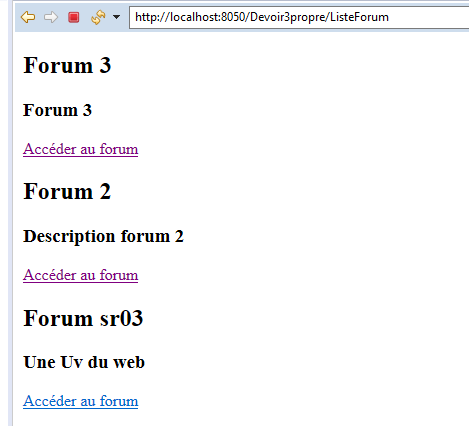 http://localhost:8050/Devoir3propre/ListeForum
Forum 3
Forum 3
Accéder au forum
Forum 2
Description forum 2
Accéder au forum
Forum sr03
Une Uv du web
Accéder au forum